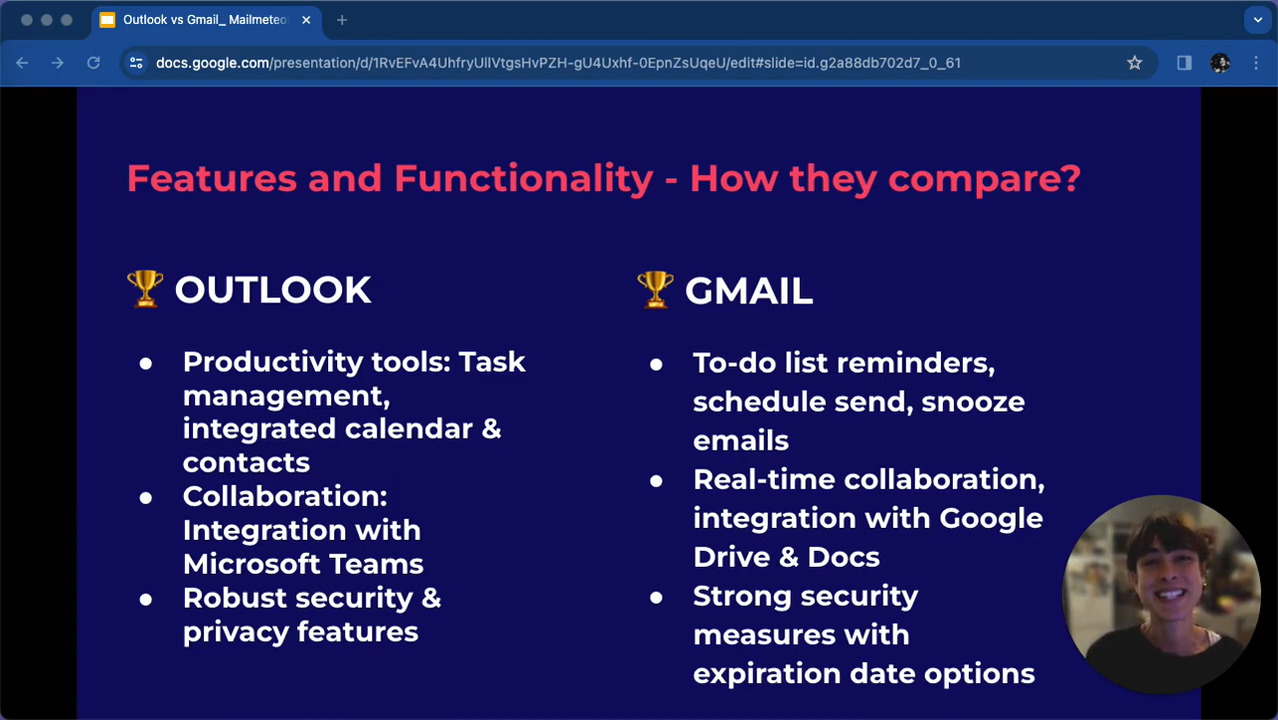 Outlook vs Gmail_ Mailmeteo
docs.google.com/presentation/d/1RvEFvA4UhfryUlIVtgsHvPZH-gU4Uxhf-0EpnZsUqeU/edit#slide=id.g2a88db702d7_0_61
Features and Functionality - How they compare?
🏆 OUTLOOK
● Productivity tools: Task
management,
integrated calendar &
contacts
● Collaboration:
Integration with
Microsoft Teams
● Robust security &
privacy features
🏆 GMAIL
● To-do list reminders,
schedule send, snooze
emails
● Real-time collaboration,
integration with Google
Drive & Docs
● Strong security
measures with
expiration date options